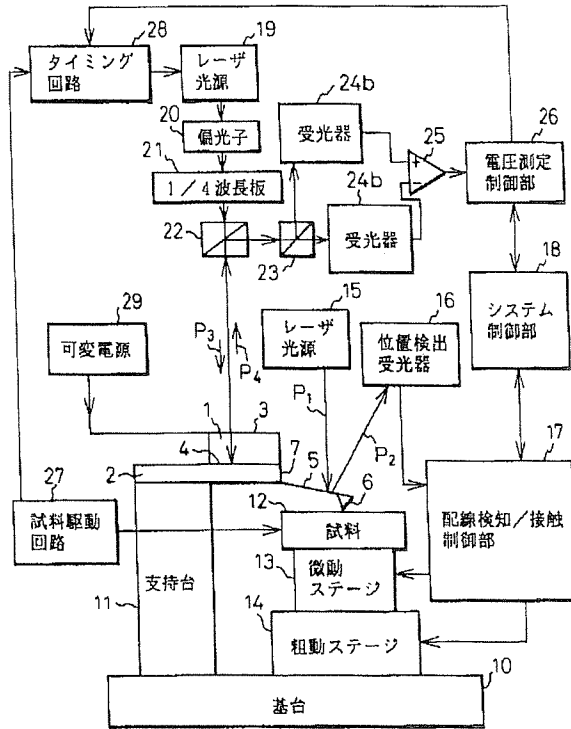 28
19
タイミング
回路
レーザ
光源
24b
20
偏光子
受光器
25
26
21
1/4波長板
24b
電圧測定
制御部
22
23
受光器
18
29
15
16
システム
制御部
可変電源
レーザ
光源
位置検出
受光器
P3
P4
1
3
P1
4
7
5
P2
17
2
6
27
12
試料駆動
回路
試料
配線検知/接触
制御部
13
微動
ステージ
支持台
11
14
粗動ステージ
10
基台